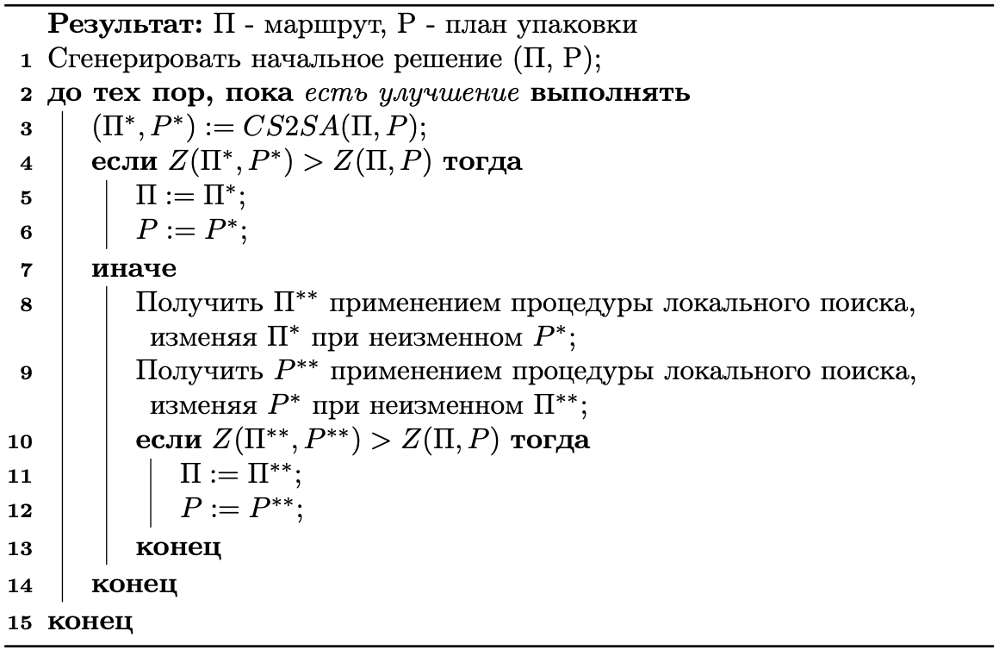 Результат: П - маршрут, Р - план упаковки
1 Сгенерировать начальное решение (П, Р);
2 до тех пор, пока есть улучшение выполнять
3 (Π*, P*) := CS2SA(Π, P);
4 если Z(Π*, P*) > Z(Π, P) тогда
5 Π := Π*;
6 P := P*;
7 иначе
8 Получить Π** применением процедуры локального поиска,
изменяя Π* при неизменном P*;
9 Получить P** применением процедуры локального поиска,
изменяя P* при неизменном Π**;
10 если Z(Π**, P**) > Z(Π, P) тогда
11 Π := Π**;
12 P := P**;
13 конец
14 конец
15 конец